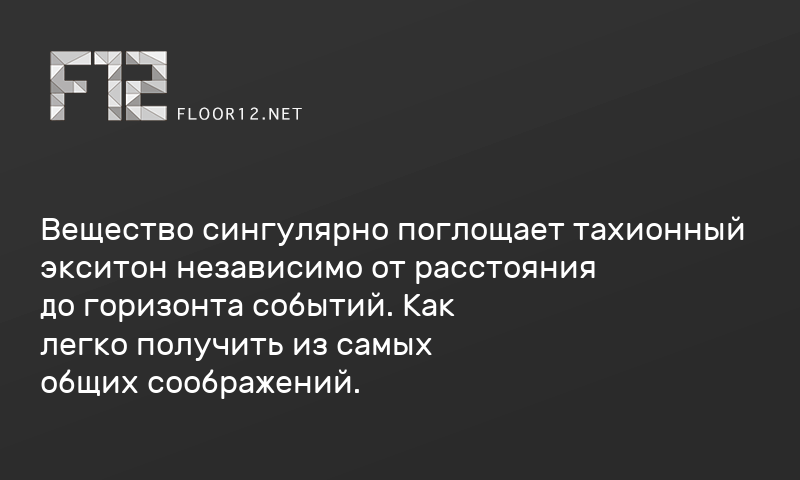 F12
FLOOR12.NET
Вещество сингулярно поглощает тахионный
экситон независимо от расстояния
до горизонта событий. Как
легко получить из самых
общих соображений.